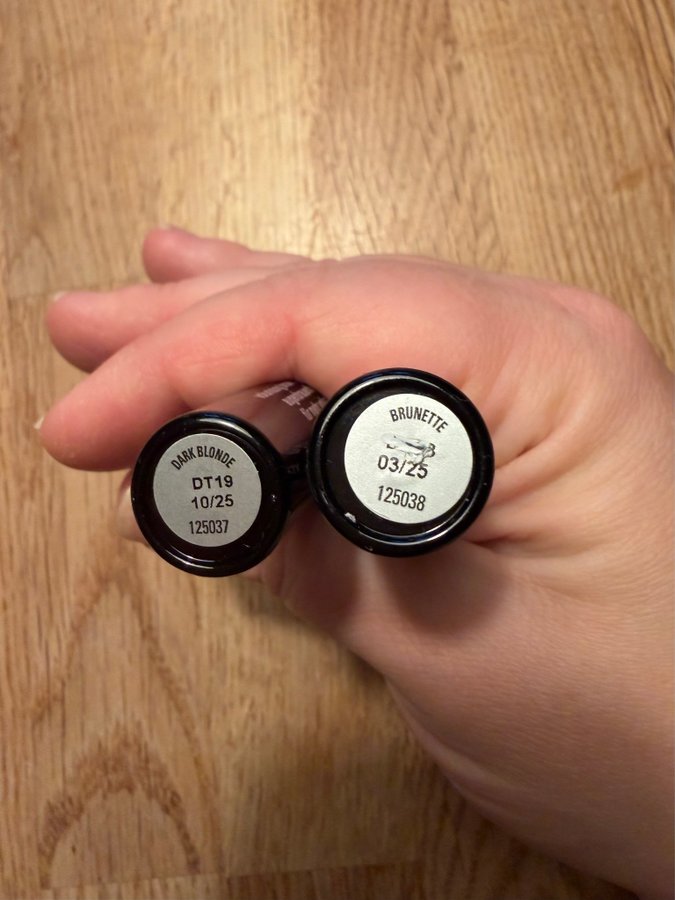 DARK BLONDE
DT19
10/25
125037
BRUNETTE
03/25
125038